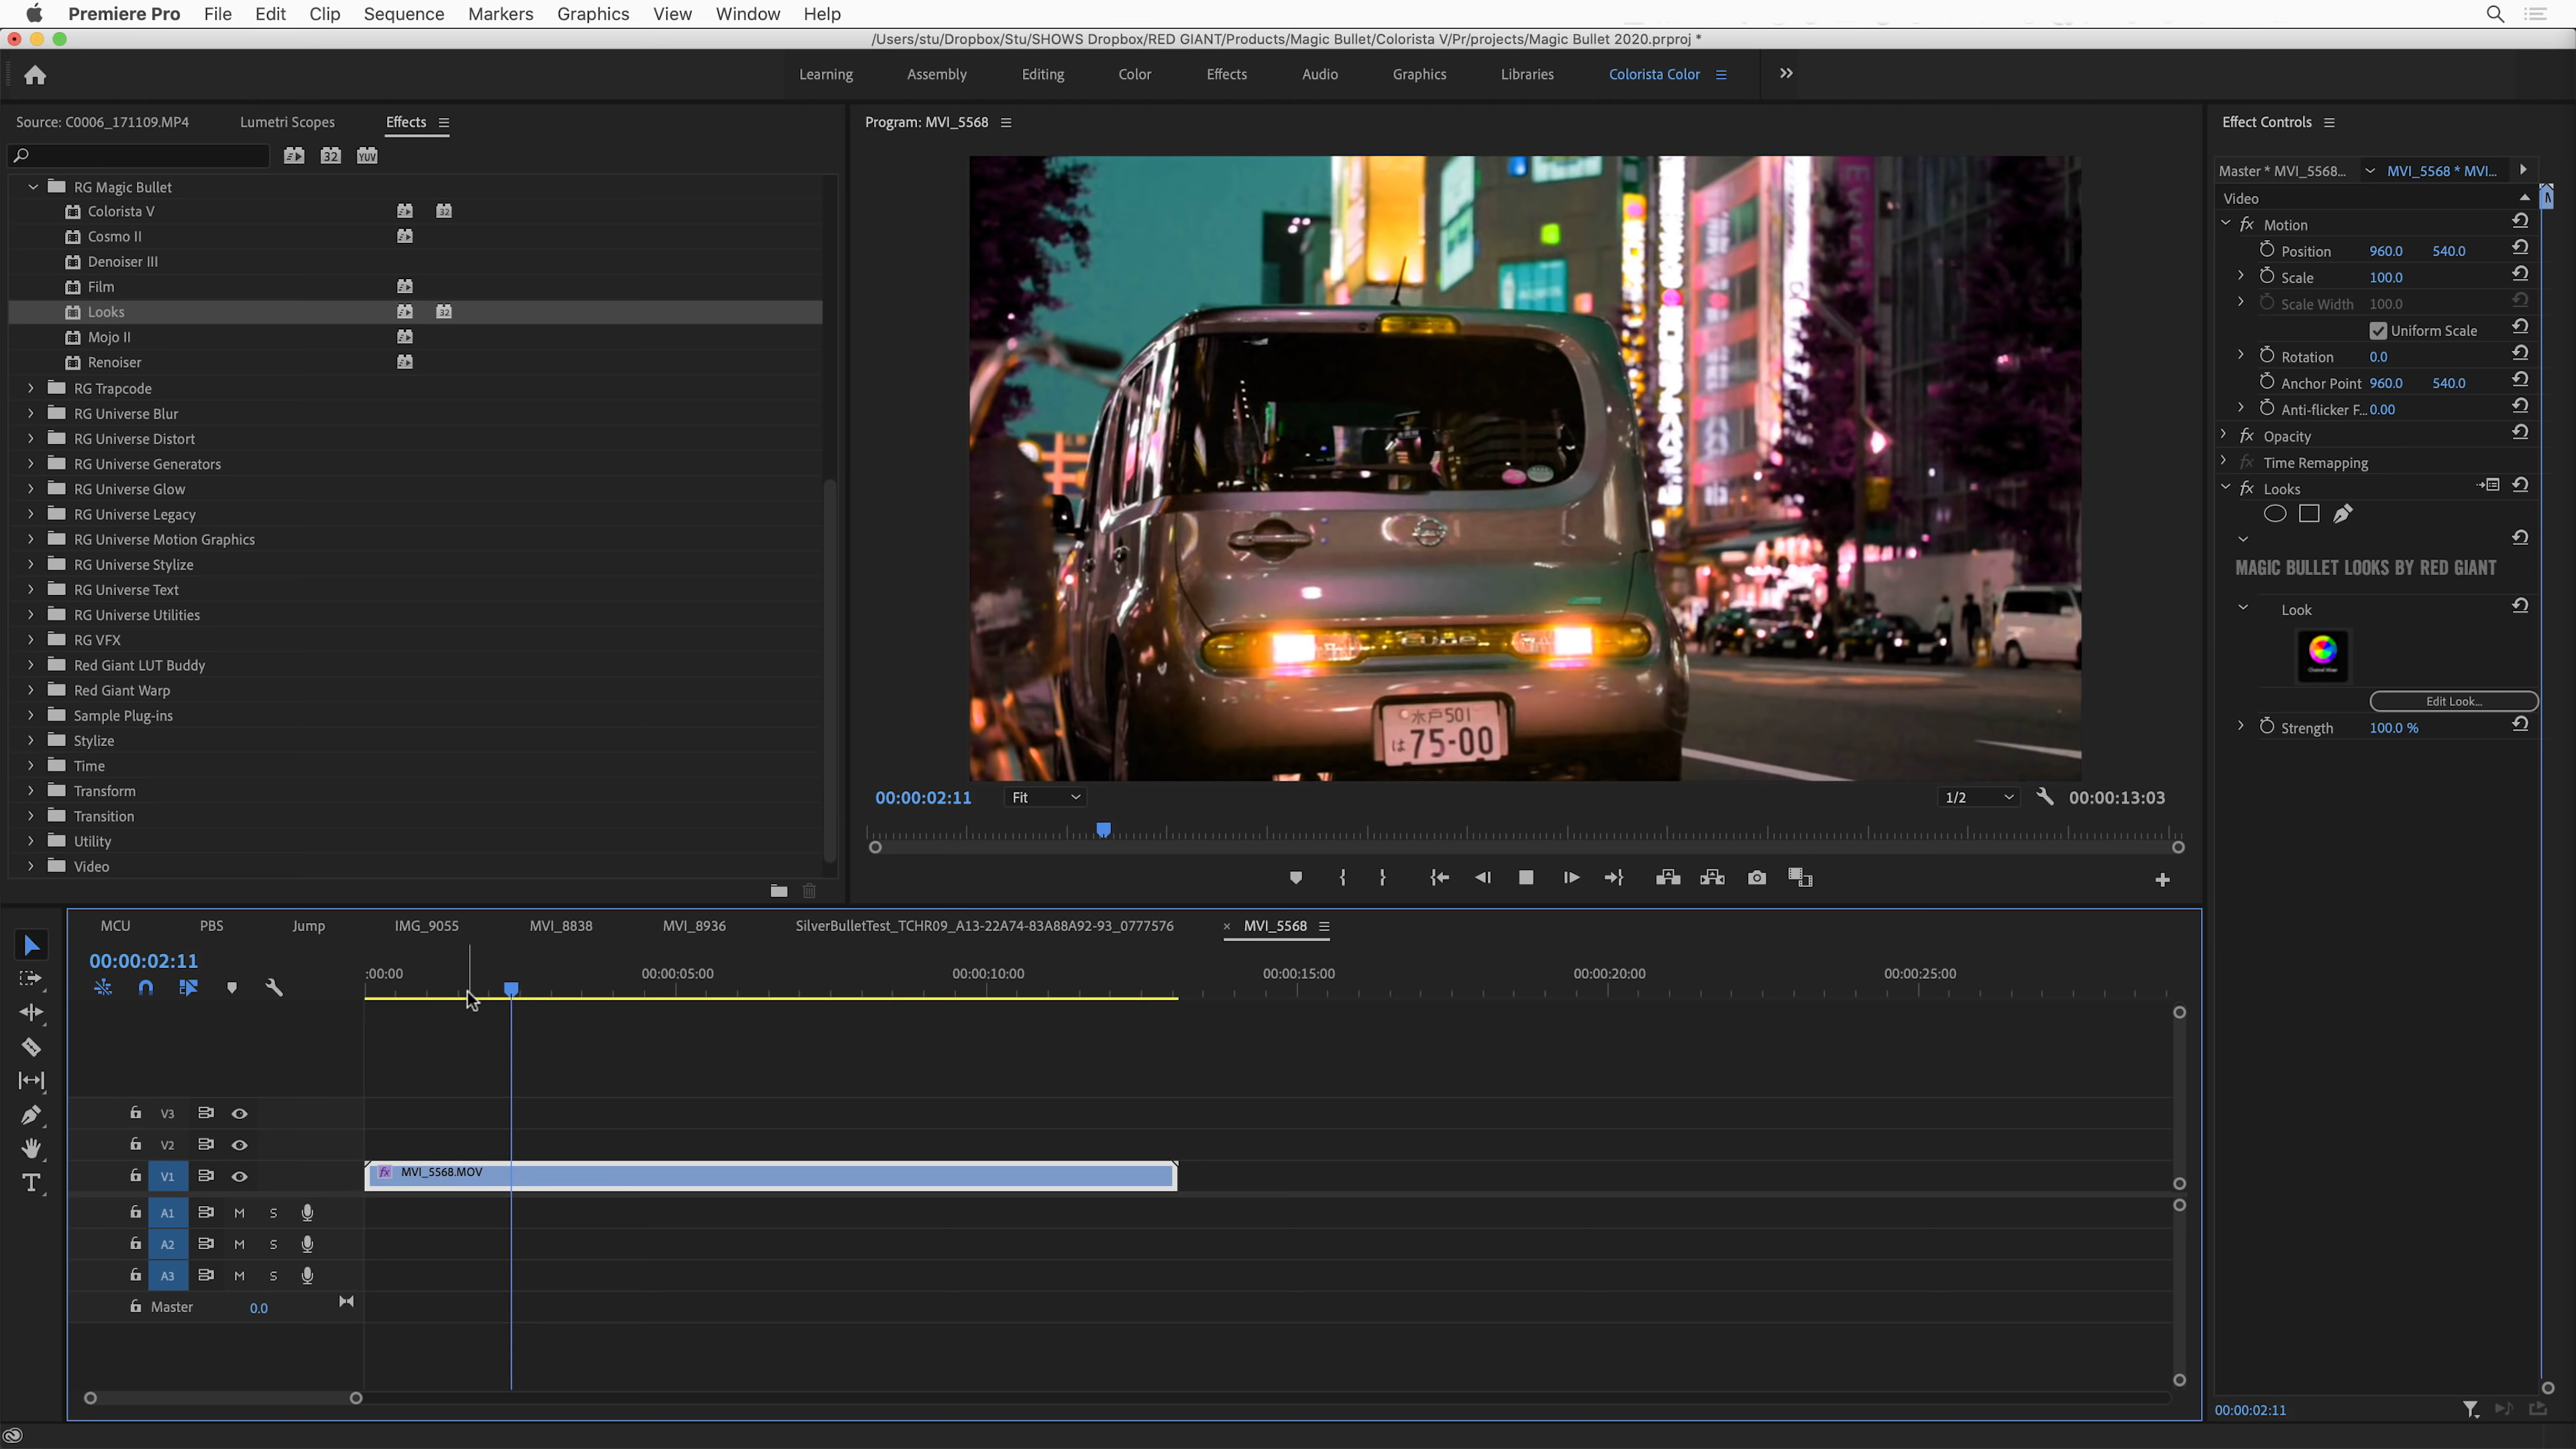 Premiere Pro File Edit Clip Sequence Markers Graphics View Window Help
/Users/stu/Dropbox/Stu/SHOWS Dropbox/RED GIANT/Products/Magic Bullet/Colorista V/Pr/projects/Magic Bullet 2020.prproj *
Learning Assembly Editing Color Effects Audio Graphics Libraries Colorista Color
Source: C0006_171109.MP4 Lumetri Scopes Effects
32 YUV
RG Magic Bullet
Colorista V 32
Cosmo II
Denoiser III
Film
Looks 32
Mojo II
Renoiser
RG Trapcode
RG Universe Blur
RG Universe Distort
RG Universe Generators
RG Universe Glow
RG Universe Legacy
RG Universe Motion Graphics
RG Universe Stylize
RG Universe Text
RG Universe Utilities
RG VFX
Red Giant LUT Buddy
Red Giant Warp
Sample Plug-ins
Stylize
Time
Transform
Transition
Utility
Video
Program: MVI_5568
水戸 501
は 75-00
00:00:02:11 Fit 1/2 00:00:13:03
Effect Controls
Master * MVI_5568... MVI_5568 * MVI...
Video
fx Motion
Position 960.0 540.0
Scale 100.0
Scale Width 100.0
Uniform Scale
Rotation 0.0
Anchor Point 960.0 540.0
Anti-flicker F... 0.00
fx Opacity
fx Time Remapping
fx Looks
MAGIC BULLET LOOKS BY RED GIANT
Look
Edit Look...
Strength 100.0 %
00:00:02:11
MCU PBS Jump IMG_9055 MVI_8838 MVI_8936 SilverBulletTest_TCHR09_A13-22A74-83A88A92-93_0777576 × MVI_5568
00:00:02:11
:00:00 00:00:05:00 00:00:10:00 00:00:15:00 00:00:20:00 00:00:25:00
V3
V2
V1 fx MVI_5568.MOV
A1 M S
A2 M S
A3 M S
Master 0.0